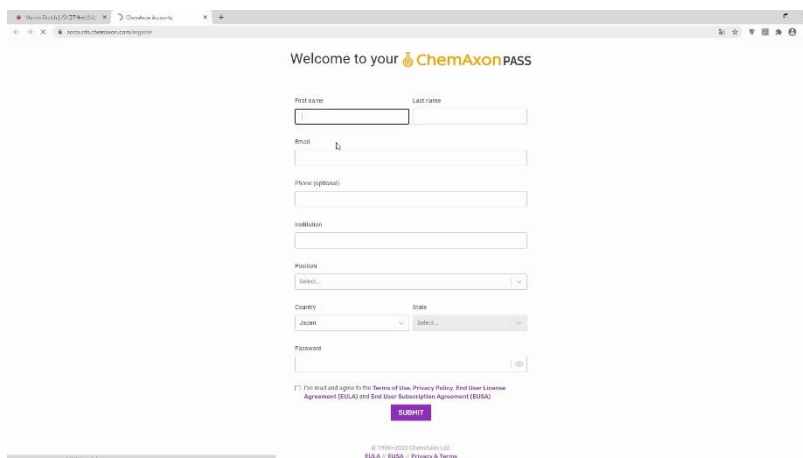 ChemAxon Accounts
accounts.chemaxon.com/register
Welcome to your ChemAxon PASS
First name Last name
Email
Phone (optional)
Institution
Position
Select...
Country State
Japan Select...
Password
I've read and agree to the Terms of Use, Privacy Policy, End User License
Agreement (EULA) and End User Subscription Agreement (EUSA)
SUBMIT
© 1998-2020 ChemAxon Ltd.
EULA // EUSA // Privacy & Terms